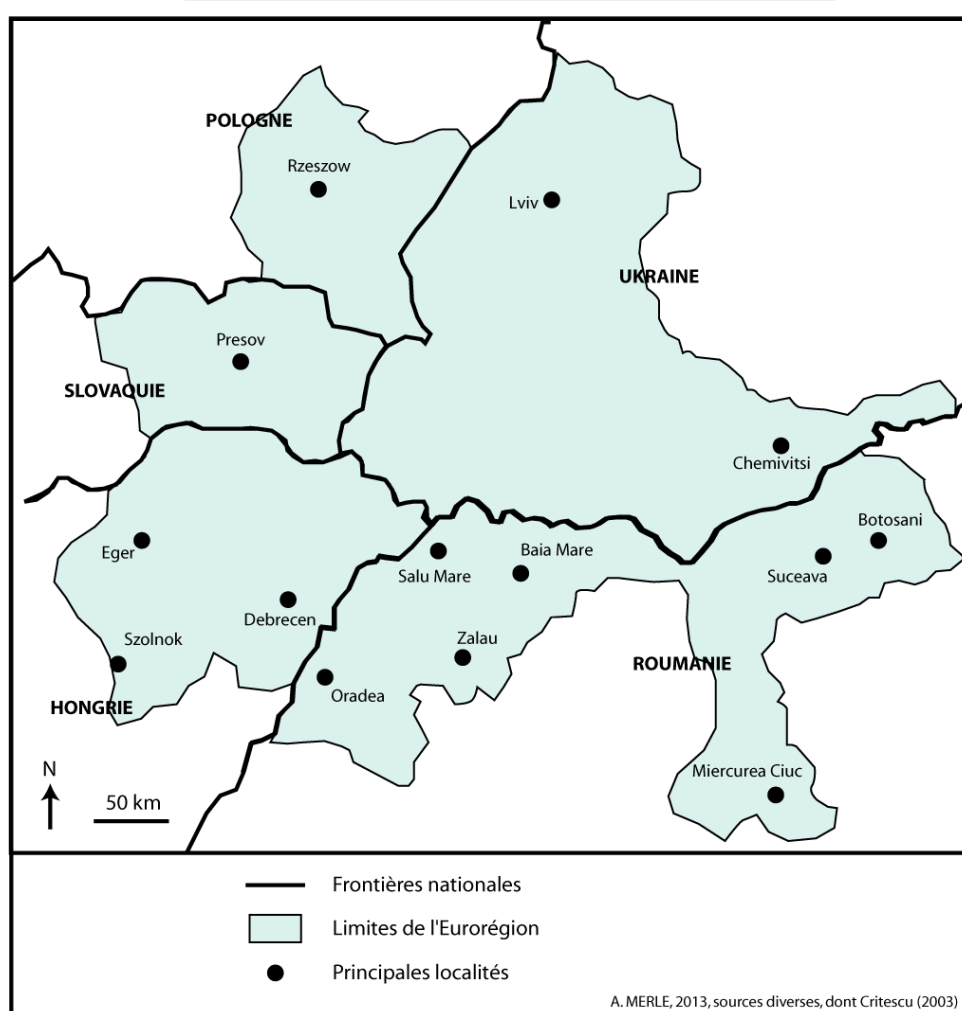 POLOGNE
Rzeszow
Lviv
UKRAINE
Presov
SLOVAQUIE
Chemivitsi
Botosani
Eger
Baia Mare
Salu Mare
Suceava
Debrecen
Szolnok
Zalau
ROUMANIE
Oradea
HONGRIE
N
50 km
Miercurea Ciuc
Frontières nationales
Limites de l'Eurorégion
Principales localités
A. MERLE, 2013, sources diverses, dont Critescu (2003)